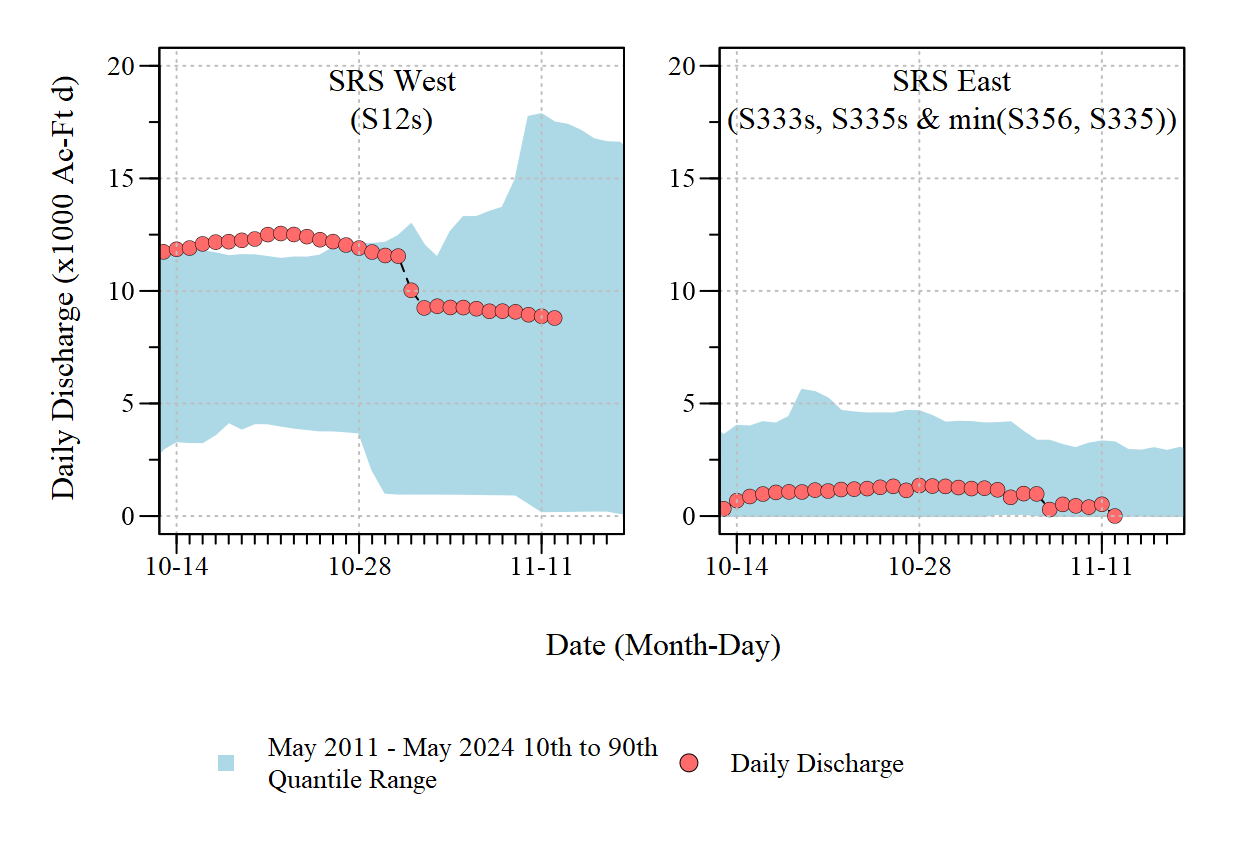 SRS West
(S12s)
SRS East
(S333s, S335s & min(S356, S335))
Daily Discharge (x1000 Ac-Ft d)
20
15
10
5
0
10-14
10-28
11-11
20
15
10
5
0
10-14
10-28
11-11
Date (Month-Day)
May 2011 - May 2024 10th to 90th
Quantile Range
Daily Discharge